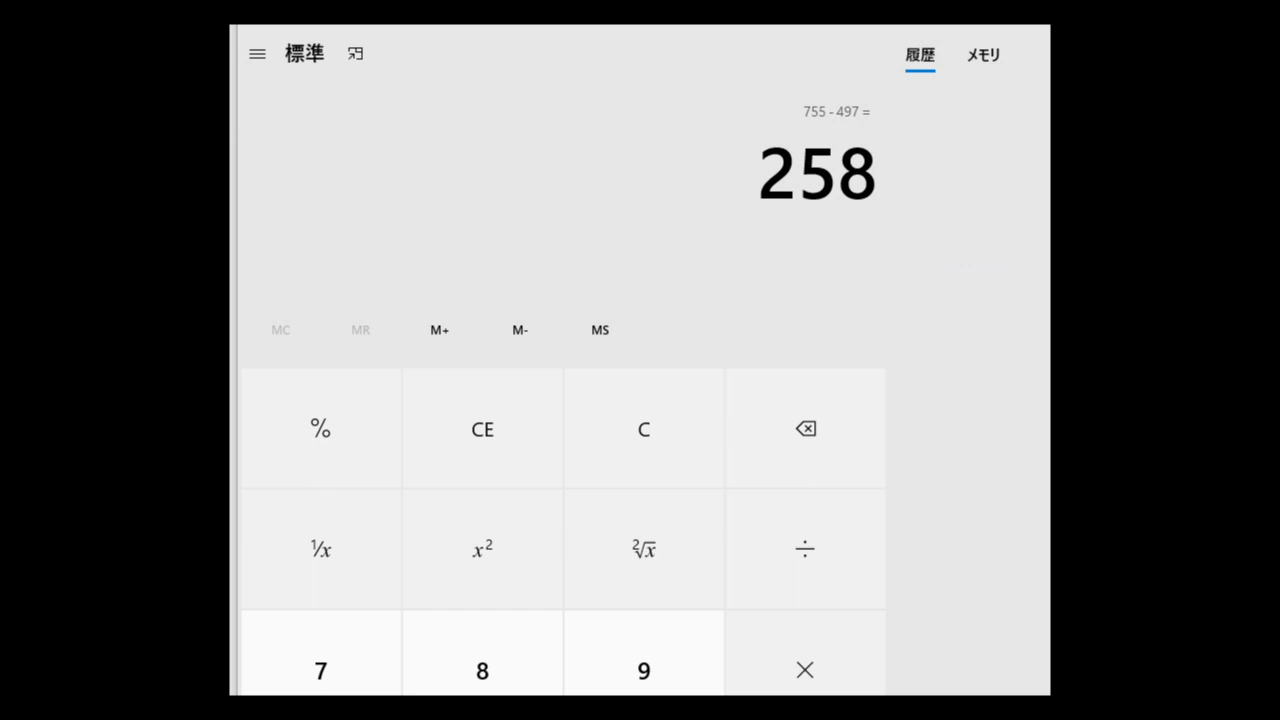 標準
履歴 メモリ
755 - 497 =
258
MC MR M+ M- MS
% CE C
¹⁄x x² ²√x ÷
7 8 9 ×